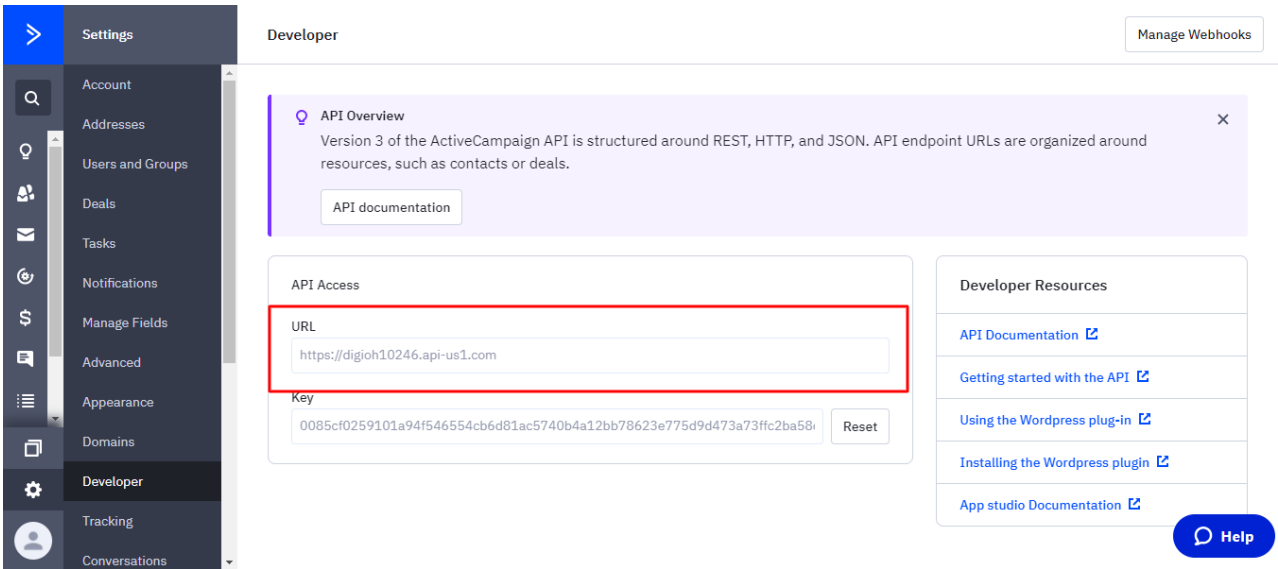 Settings
Account
Addresses
Users and Groups
Deals
Tasks
Notifications
Manage Fields
Advanced
Appearance
Domains
Developer
Tracking
Conversations
Developer
Manage Webhooks
API Overview
Version 3 of the ActiveCampaign API is structured around REST, HTTP, and JSON. API endpoint URLs are organized around
resources, such as contacts or deals.
API documentation
API Access
URL
https://digioh10246.api-us1.com
Key
0085cf0259101a94f546554cb6d81ac5740b4a12bb78623e775d9d473a73ffc2ba58
Reset
Developer Resources
API Documentation
Getting started with the API
Using the Wordpress plug-in
Installing the Wordpress plugin
App studio Documentation
Help